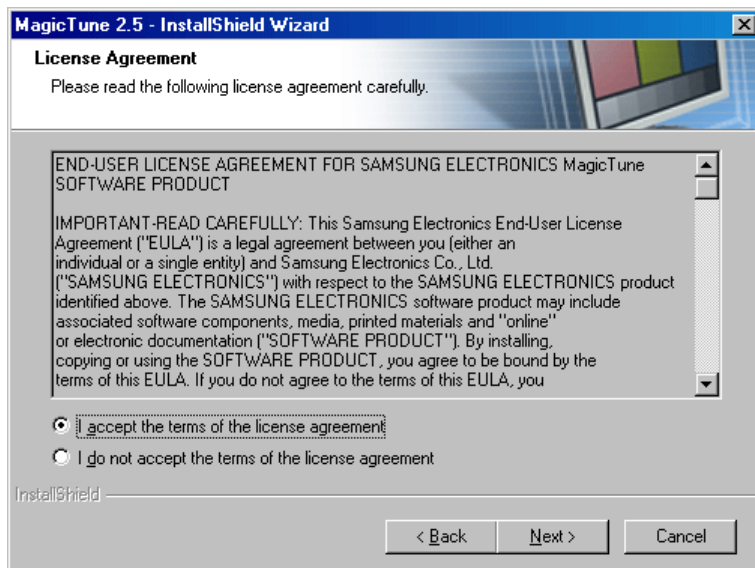 MagicTune 2.5 - InstallShield Wizard
License Agreement
Please read the following license agreement carefully.
END-USER LICENSE AGREEMENT FOR SAMSUNG ELECTRONICS MagicTune
SOFTWARE PRODUCT
IMPORTANT-READ CAREFULLY: This Samsung Electronics End-User License
Agreement ("EULA") is a legal agreement between you (either an
individual or a single entity) and Samsung Electronics Co., Ltd.
("SAMSUNG ELECTRONICS") with respect to the SAMSUNG ELECTRONICS product
identified above. The SAMSUNG ELECTRONICS software product may include
associated software components, media, printed materials and "online"
or electronic documentation ("SOFTWARE PRODUCT"). By installing,
copying or using the SOFTWARE PRODUCT, you agree to be bound by the
terms of this EULA. If you do not agree to the terms of this EULA, you
I accept the terms of the license agreement
I do not accept the terms of the license agreement
InstallShield
< Back Next > Cancel